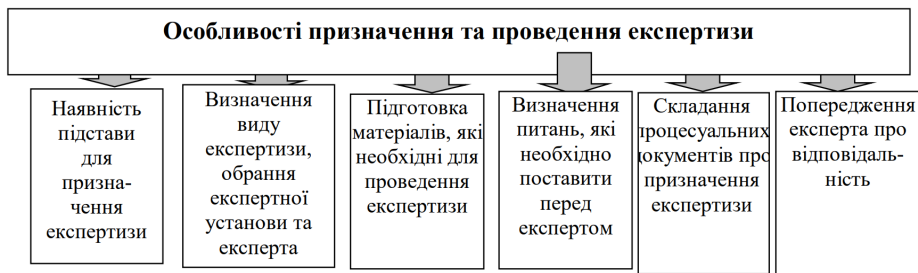 Особливості призначення та проведення експертизи
Наявність
підстави
для
призна-
чення
експертизи
Визначення
виду
експертизи,
обрання
експертної
установи та
експерта
Підготовка
матеріалів, які
необхідні для
проведення
експертизи
Визначення
питань, які
необхідно
поставити
перед
експертом
Складання
процесуальних
документів про
призначення
експертизи
Попередження
експерта про
відповідаль-
ність